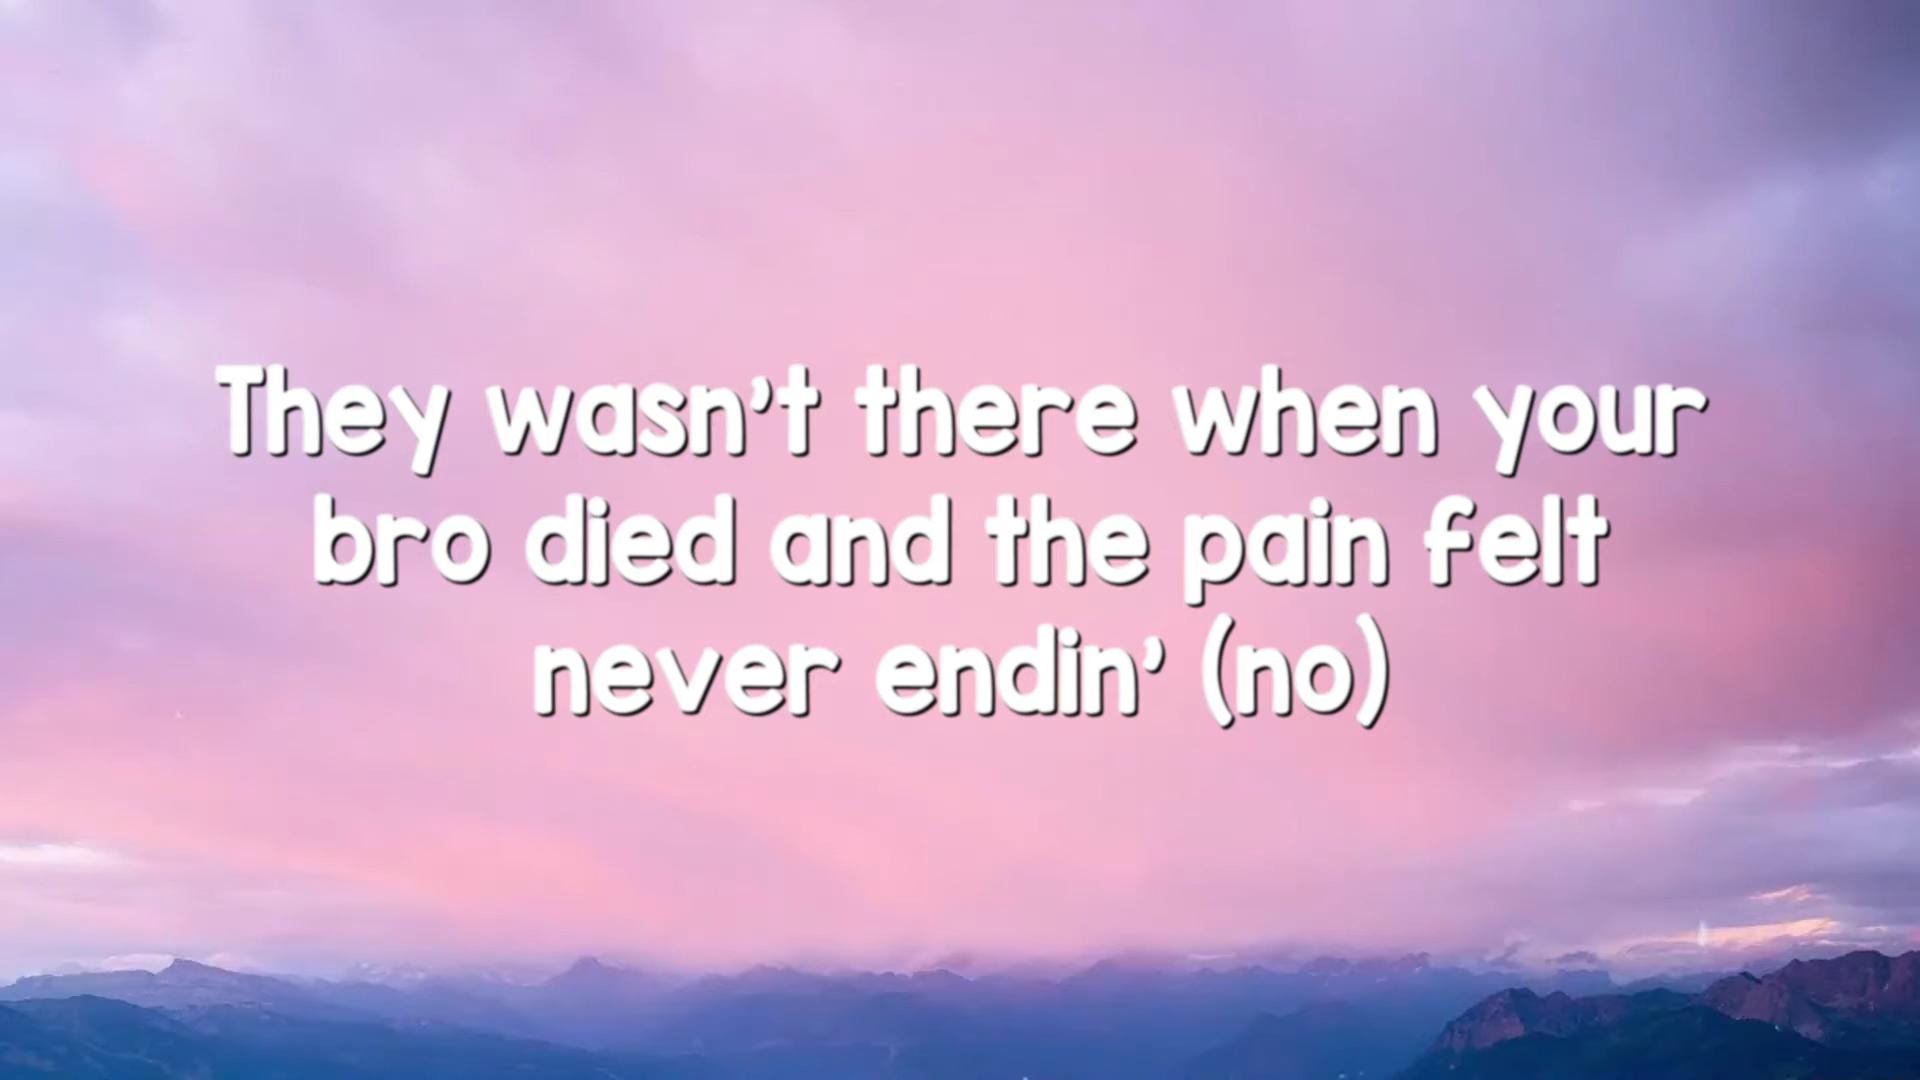 They wasn't there when your
bro died and the pain felt
never endin' (no)